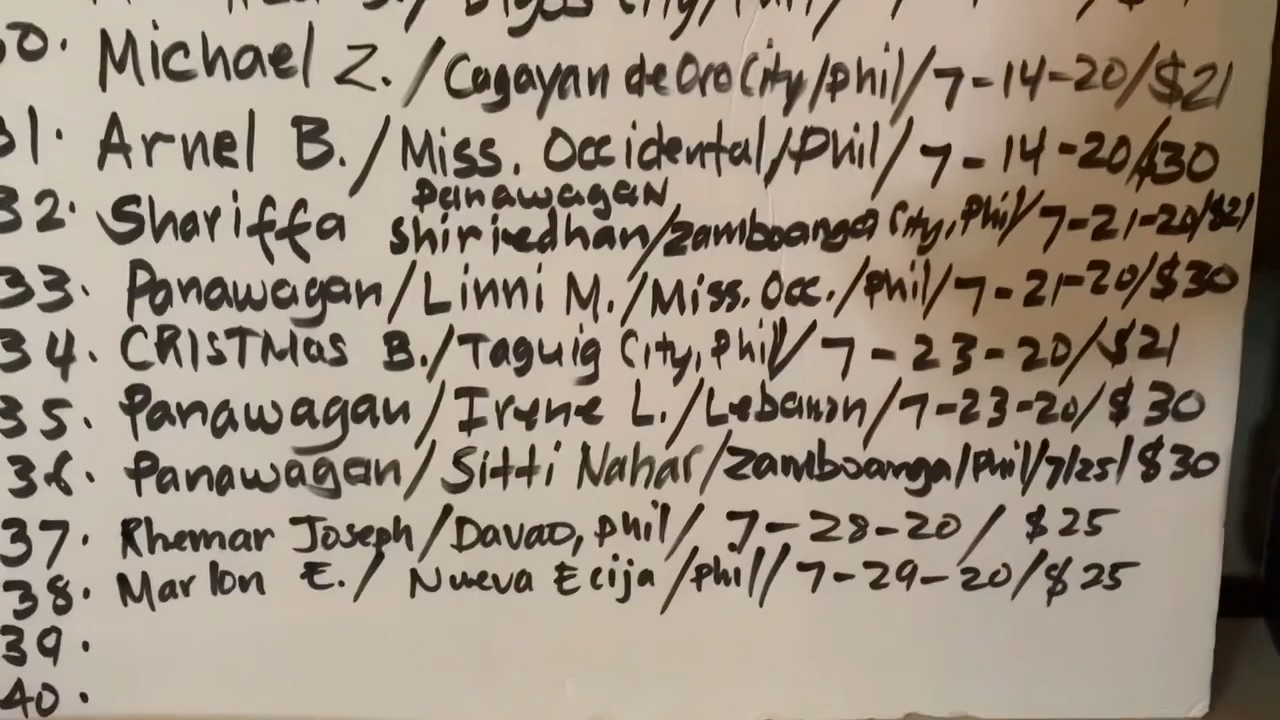 Digos City/Phil/
30. Michael Z./Cagayan de Oro City/Phil/7-14-20/$21
31. Arnel B./Miss. Occidental/Phil/7-14-20/$30
Panawagan
32. Shariffa Shiriedhan/Zamboanga City, Phil/7-21-20/$21
33. Panawagan/Linni M./Miss. Occ./Phil/7-21-20/$30
34. CRISTMas B./Taguig City, Phil/7-23-20/$21
35. Panawagan/Irene L./Lebanon/7-23-20/$30
36. Panawagan/Sitti Nahar/Zamboanga/Phil/7/25/$30
37. Rhemar Joseph/Davao, Phil/7-28-20/$25
38. Marlon E./Nueva Ecija/Phil/7-29-20/$25
39.
40.